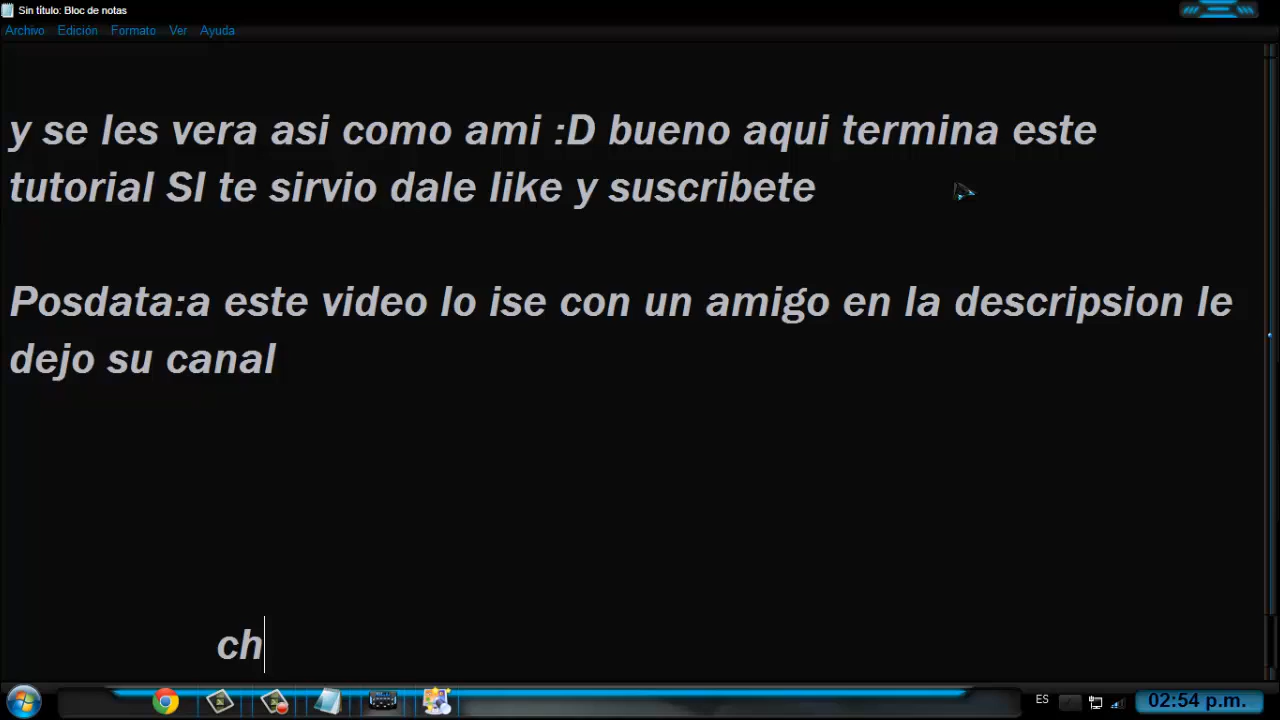 Sin título: Bloc de notas
Archivo Edición Formato Ver Ayuda
y se les vera asi como ami :D bueno aqui termina este
tutorial SI te sirvio dale like y suscribete
Posdata:a este video lo ise con un amigo en la descripsion le
dejo su canal
ch
ES 02:54 p.m.